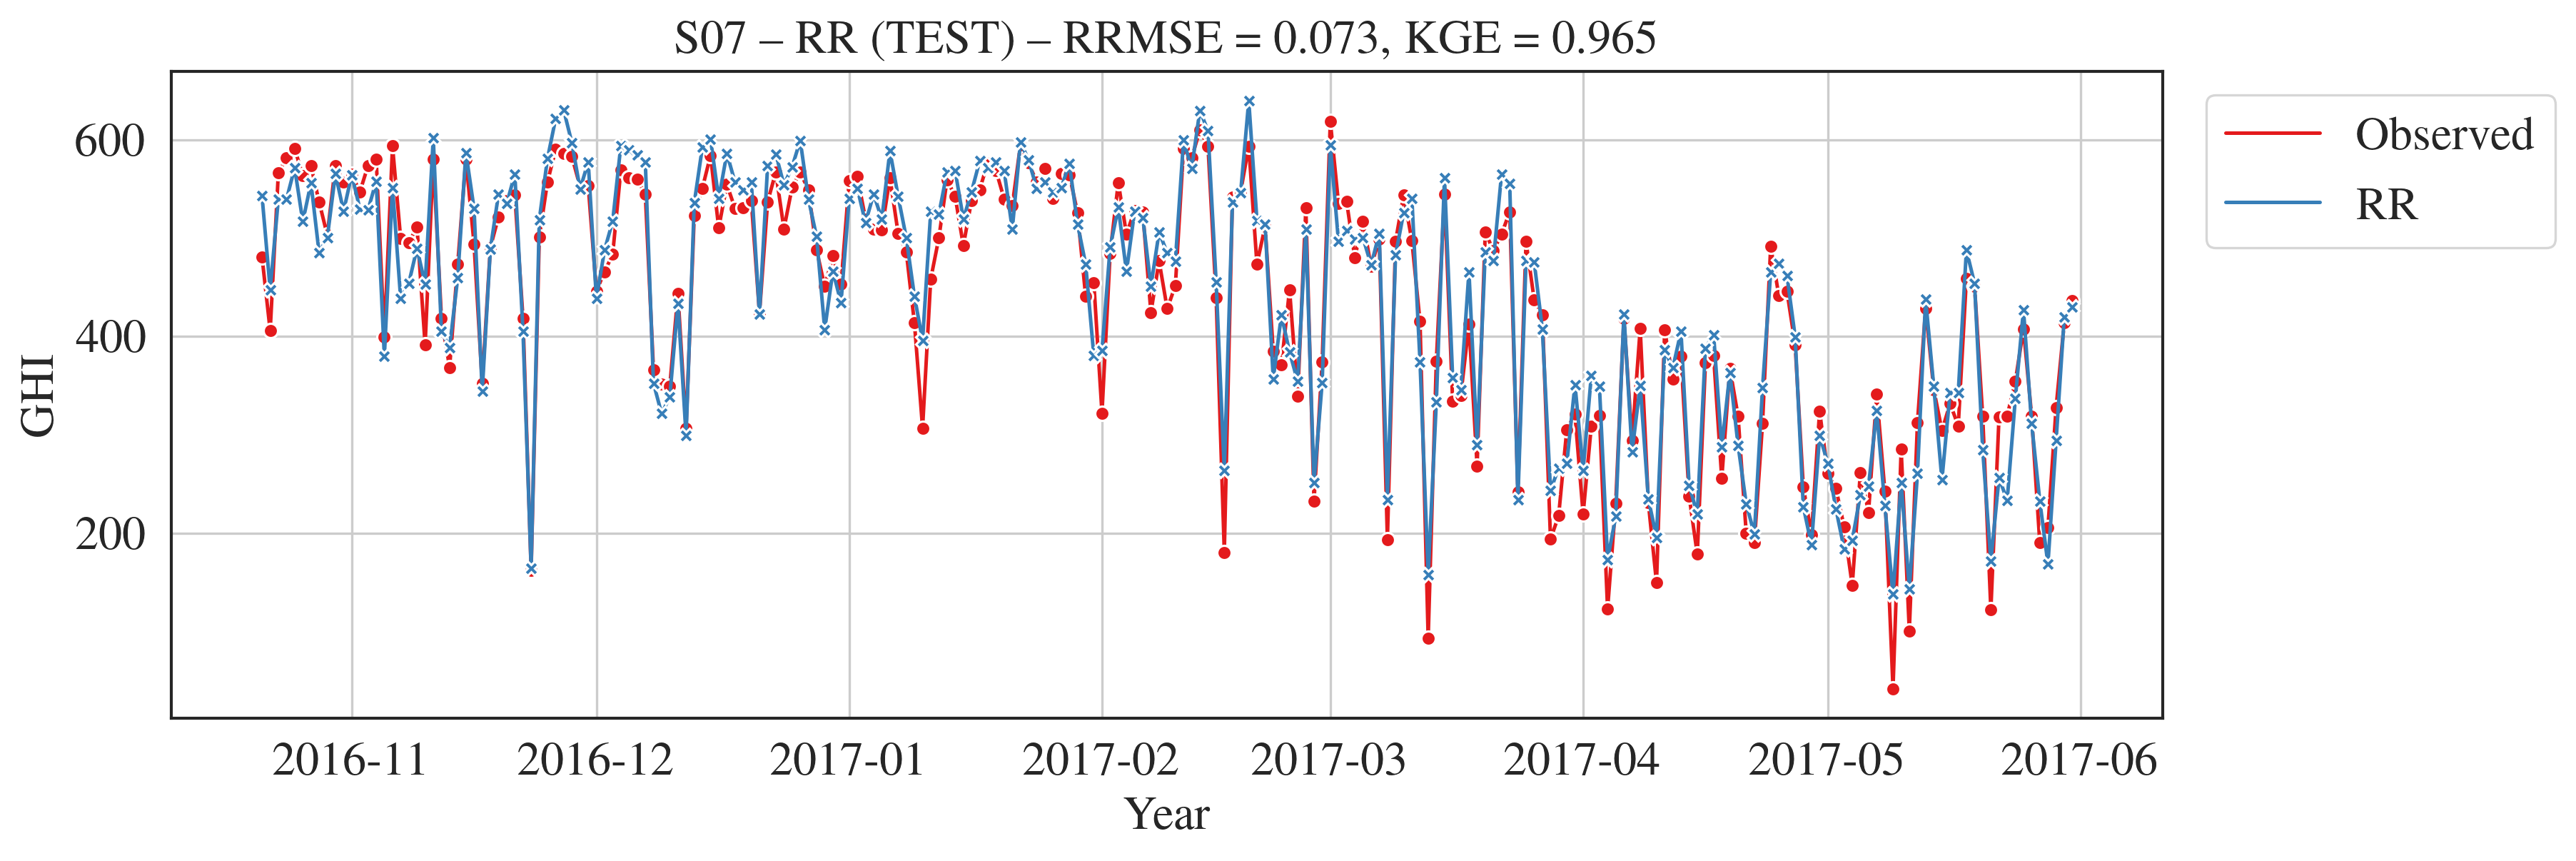 S07 – RR (TEST) – RRMSE = 0.073, KGE = 0.965
Observed
RR
600
400
200
GHI
2016-11
2016-12
2017-01
2017-02
2017-03
2017-04
2017-05
2017-06
Year